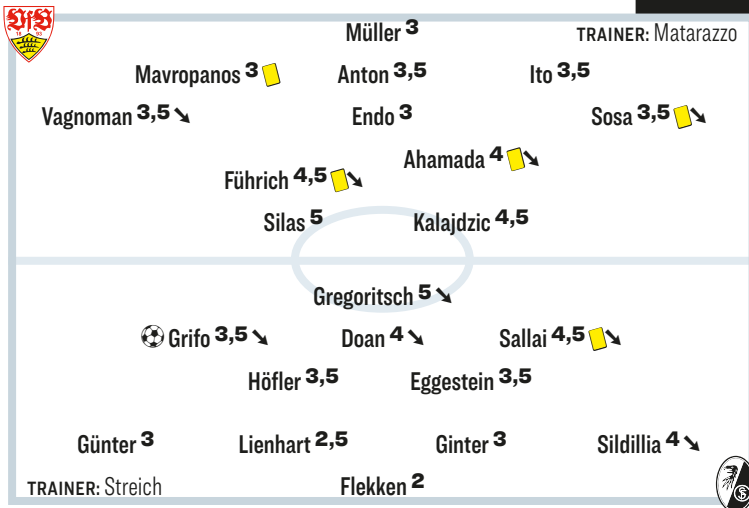 VfB
1893
Müller 3
TRAINER: Matarazzo
Mavropanos 3 Anton 3,5 Ito 3,5
Vagnoman 3,5 Endo 3 Sosa 3,5
Ahamada 4
Führich 4,5
Silas 5 Kalajdzic 4,5
Gregoritsch 5
Grifo 3,5 Doan 4 Sallai 4,5
Höfler 3,5 Eggestein 3,5
Günter 3 Lienhart 2,5 Ginter 3 Sildillia 4
TRAINER: Streich Flekken 2